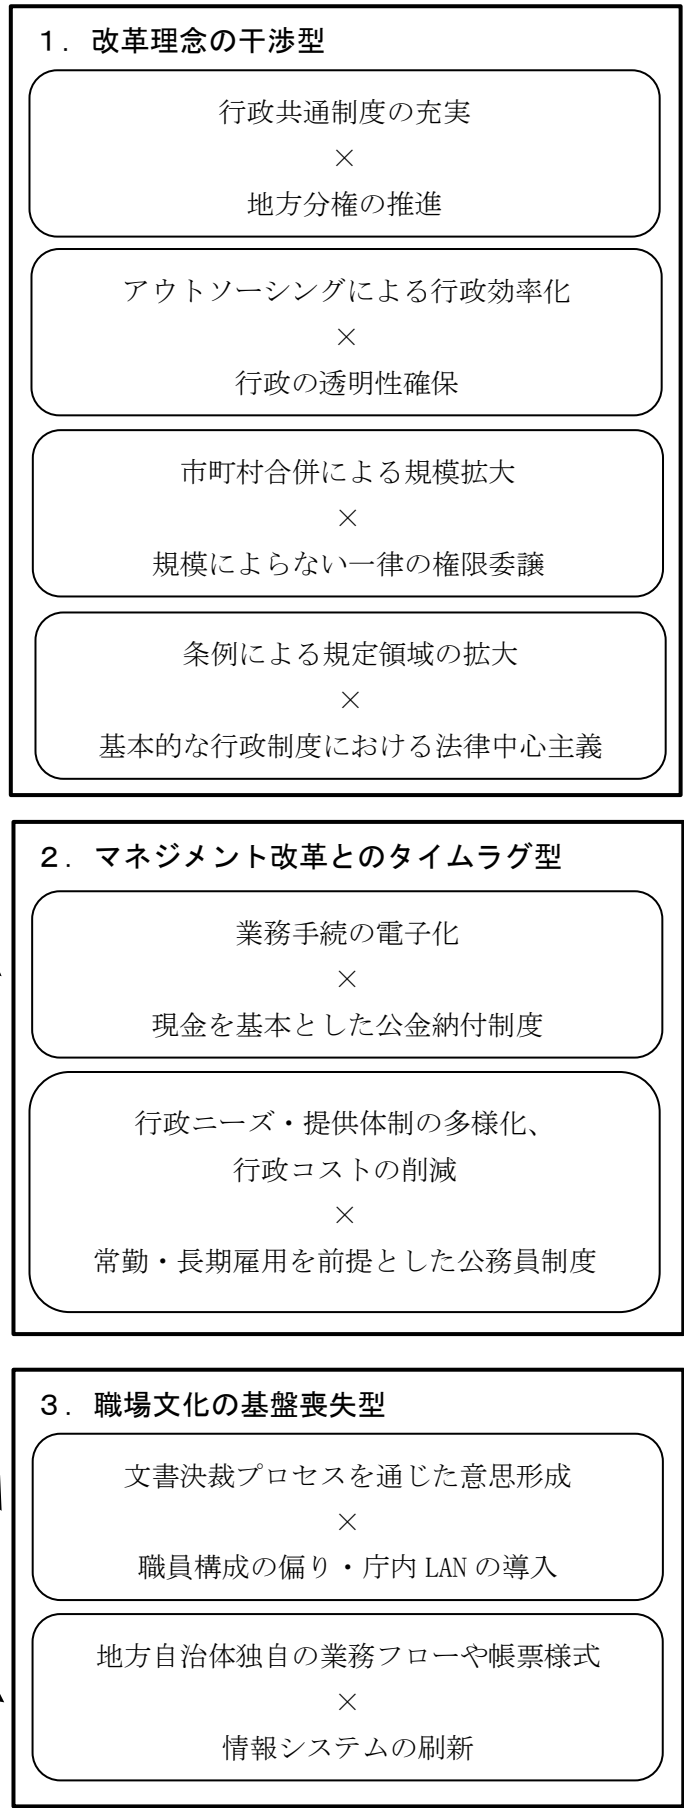 １．改革理念の干渉型
行政共通制度の充実
×
地方分権の推進
アウトソーシングによる行政効率化
×
行政の透明性確保
市町村合併による規模拡大
×
規模によらない一律の権限委譲
条例による規定領域の拡大
×
基本的な行政制度における法律中心主義
２．マネジメント改革とのタイムラグ型
業務手続の電子化
×
現金を基本とした公金納付制度
行政ニーズ・提供体制の多様化、
行政コストの削減
×
常勤・長期雇用を前提とした公務員制度
３．職場文化の基盤喪失型
文書決裁プロセスを通じた意思形成
×
職員構成の偏り・庁内 LAN の導入
地方自治体独自の業務フローや帳票様式
×
情報システムの刷新